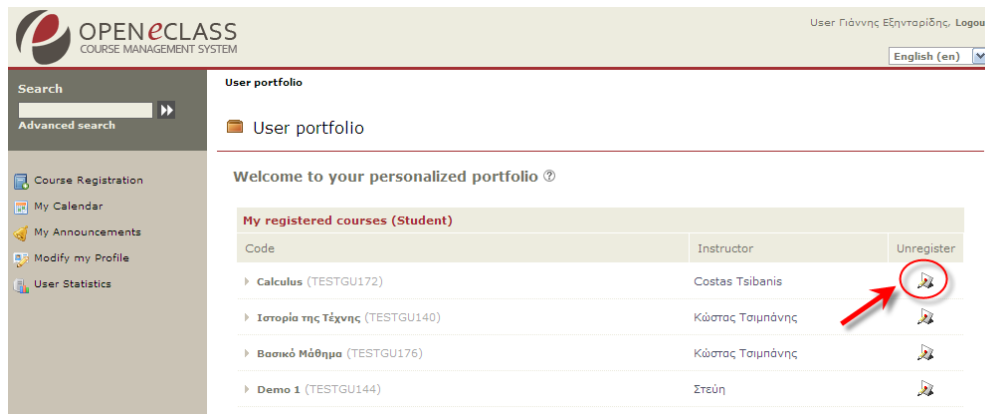 OPENeCLASS
COURSE MANAGEMENT SYSTEM
User Γιάννης Εξηνταρίδης, Logou
English (en)
Search
Advanced search
Course Registration
My Calendar
My Announcements
Modify my Profile
User Statistics
User portfolio
User portfolio
Welcome to your personalized portfolio
My registered courses (Student)
Code Instructor Unregister
Calculus (TESTGU172) Costas Tsibanis
Ιστορία της Τέχνης (TESTGU140) Κώστας Τσιμπάνης
Βασικό Μάθημα (TESTGU176) Κώστας Τσιμπάνης
Demo 1 (TESTGU144) Στεύη